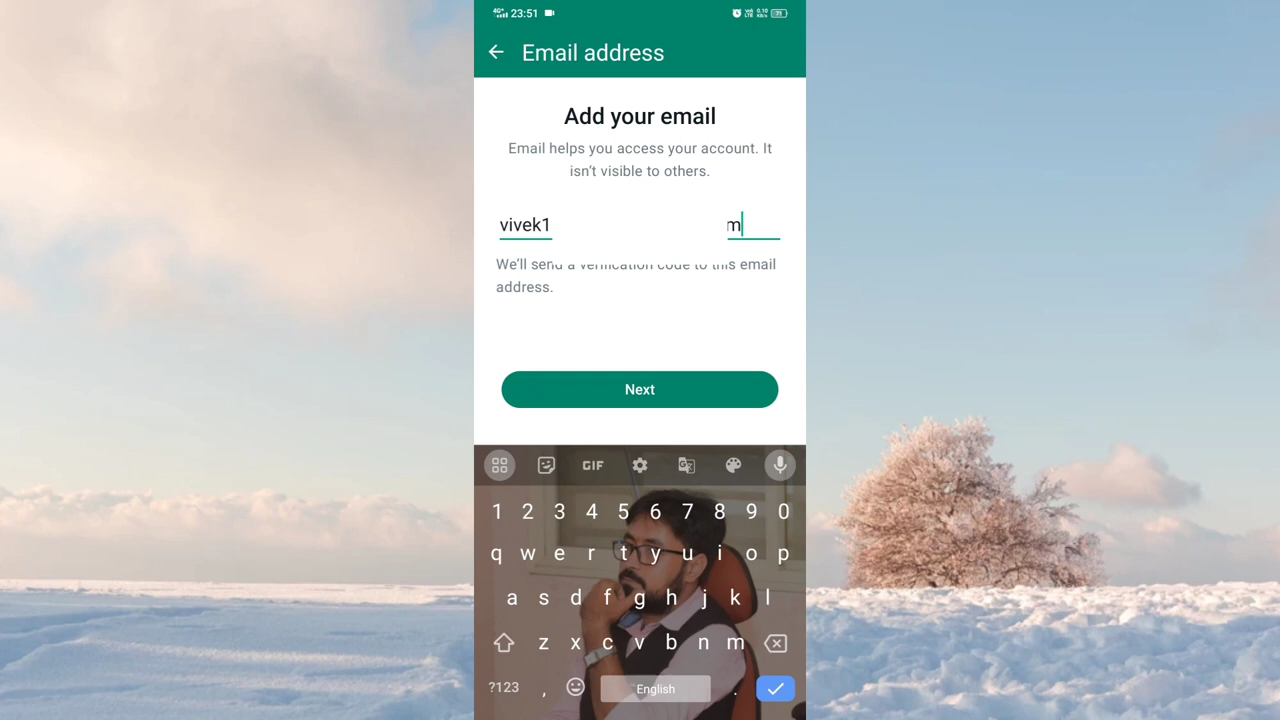 4G+ 23:51
Email address
Add your email
Email helps you access your account. It
isn't visible to others.
vivek1 m
We'll send a verification code to this email
address.
Next
GIF
1 2 3 4 5 6 7 8 9 0
q w e r t y u i o p
a s d f g h j k l
z x c v b n m
?123 , English .